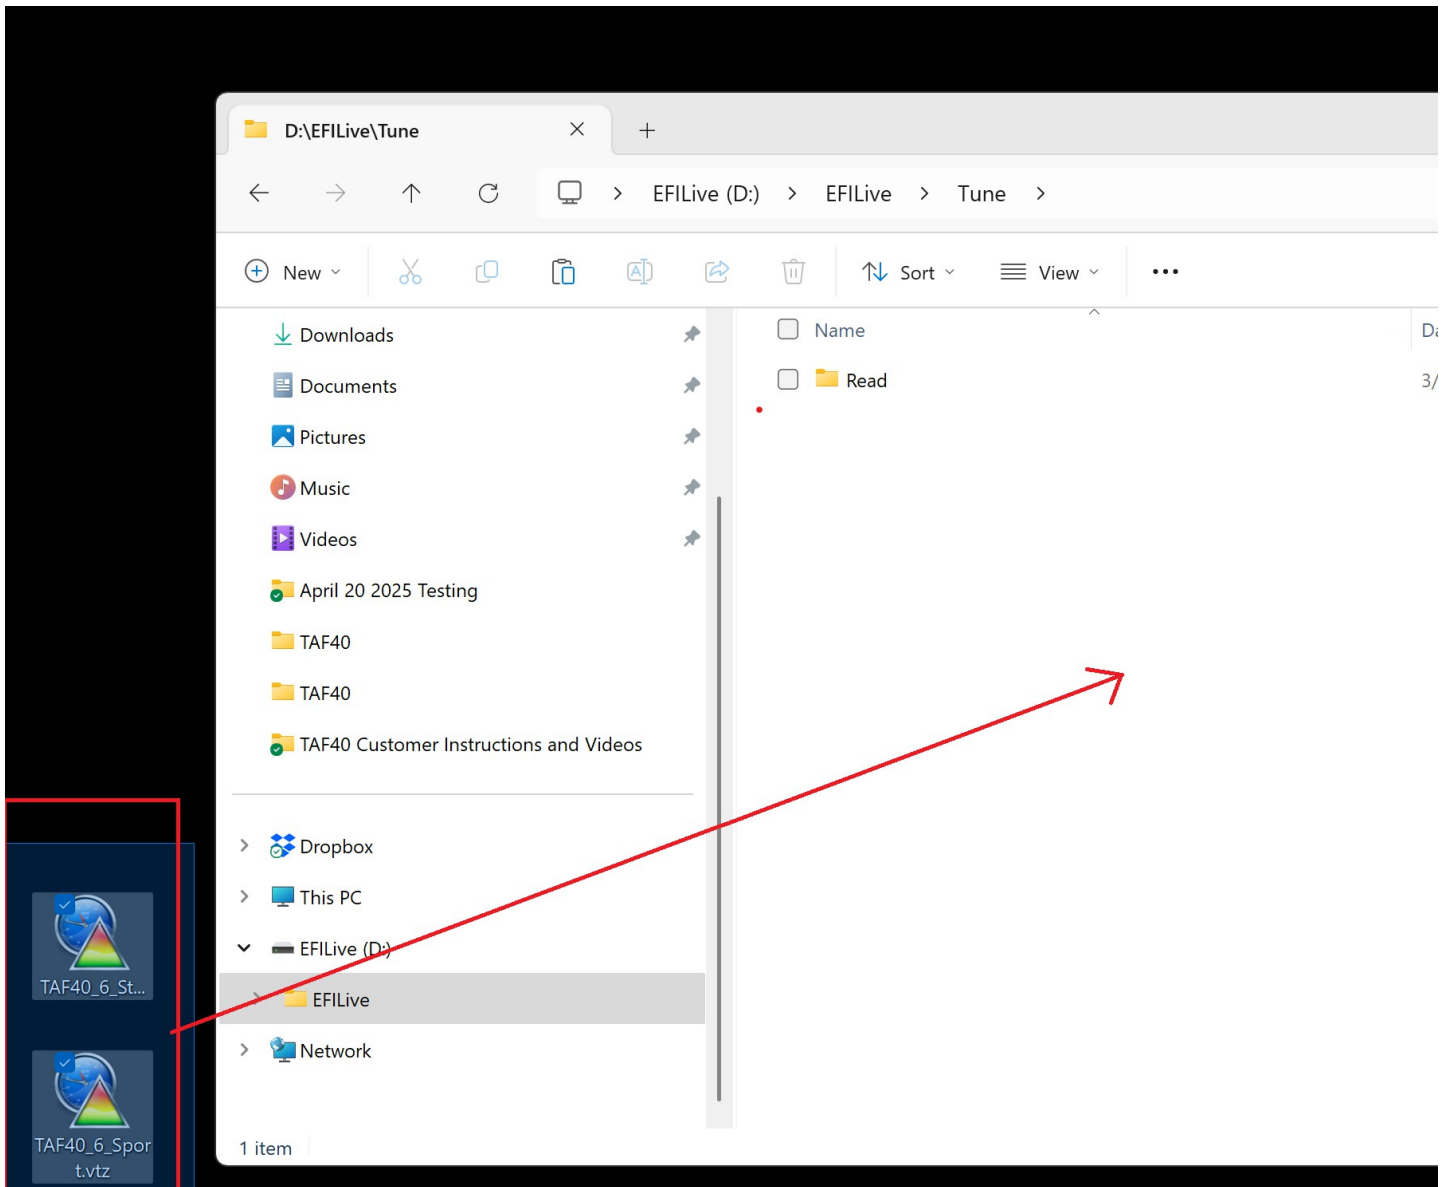 D:\EFILive\Tune
EFILive (D:) EFILive Tune
New Sort View
Name
Read
3/
Downloads
Documents
Pictures
Music
Videos
April 20 2025 Testing
TAF40
TAF40
TAF40 Customer Instructions and Videos
Dropbox
This PC
EFILive (D:)
EFILive
Network
1 item
TAF40_6_St...
TAF40_6_Spor
t.vtz